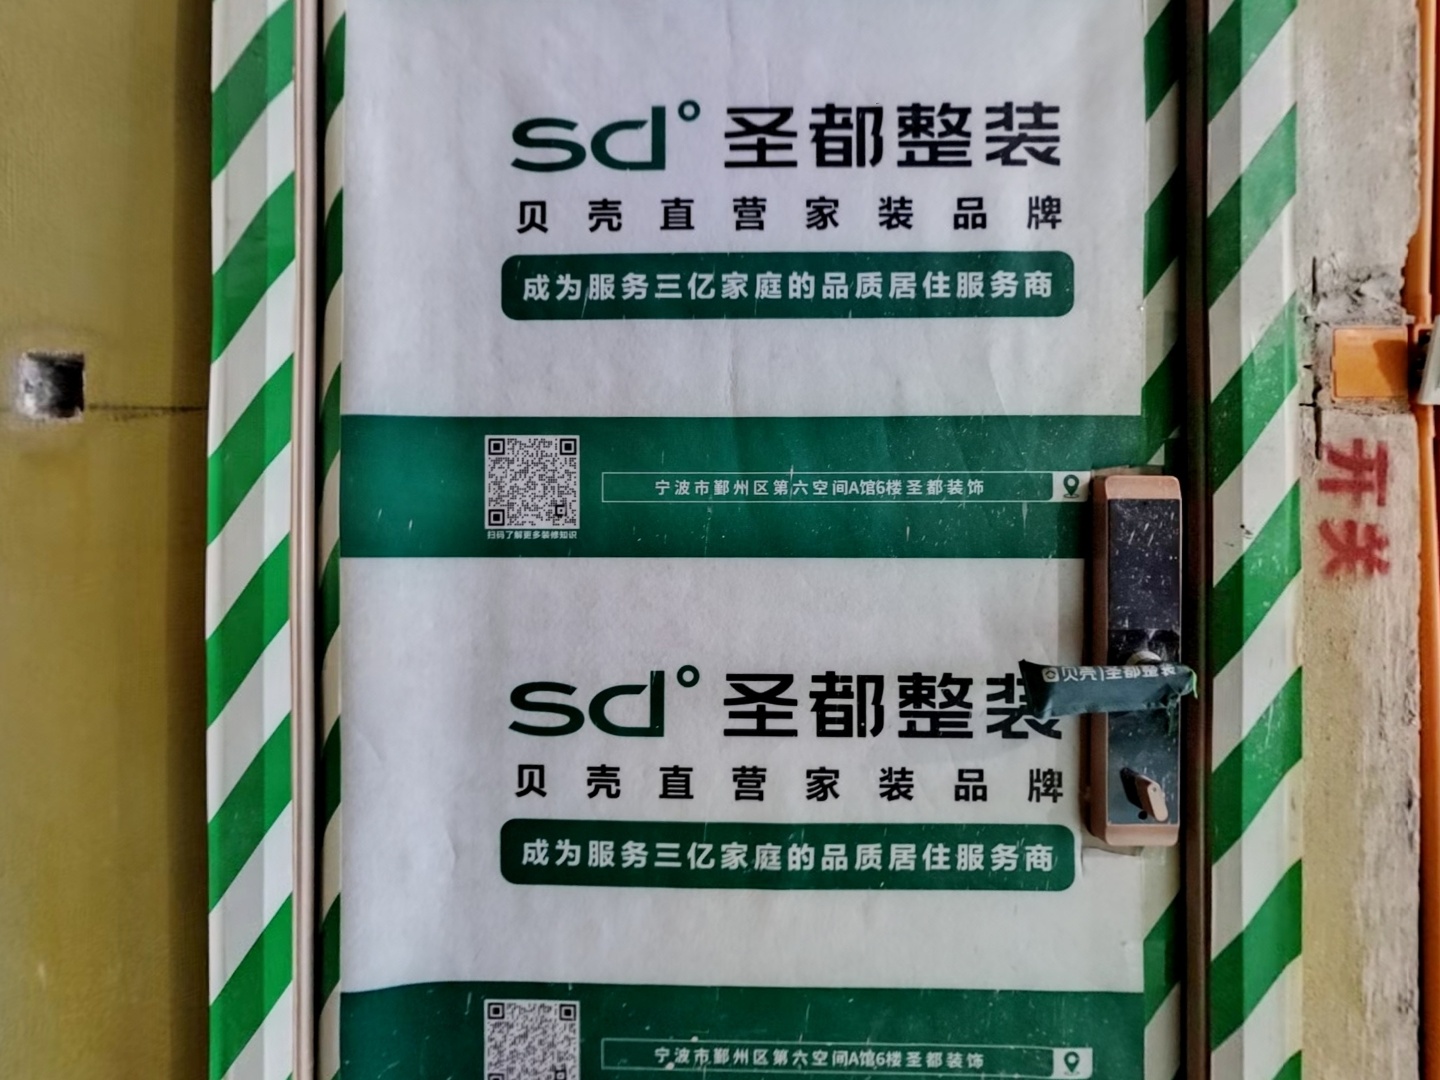 sd° 圣都整装
贝壳直营家装品牌
成为服务三亿家庭的品质居住服务商
宁波市鄞州区第六空间A馆6楼圣都装饰
扫码了解更多装修知识
开关
sd° 圣都整装
贝壳|圣都整装
贝壳直营家装品牌
成为服务三亿家庭的品质居住服务商
宁波市鄞州区第六空间A馆6楼圣都装饰